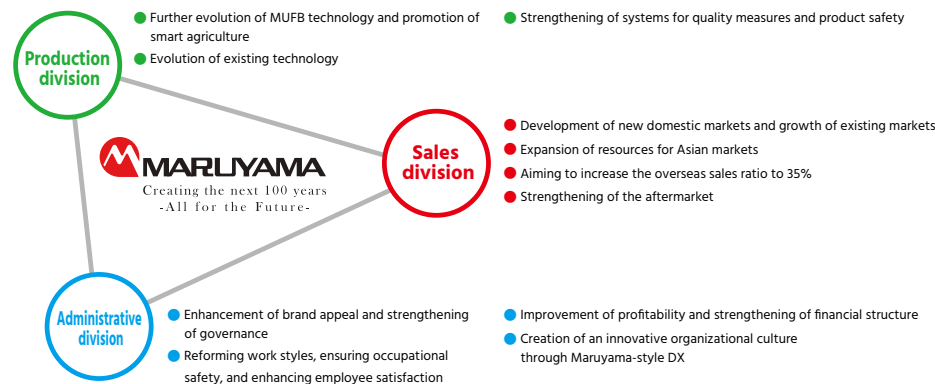 Production
division
Further evolution of MUFB technology and promotion of
smart agriculture
Evolution of existing technology
Strengthening of systems for quality measures and product safety
MARUYAMA
Creating the next 100 years
-All for the Future-
Sales
division
Development of new domestic markets and growth of existing markets
Expansion of resources for Asian markets
Aiming to increase the overseas sales ratio to 35%
Strengthening of the aftermarket
Administrative
division
Enhancement of brand appeal and strengthening
of governance
Reforming work styles, ensuring occupational
safety, and enhancing employee satisfaction
Improvement of profitability and strengthening of financial structure
Creation of an innovative organizational culture
through Maruyama-style DX